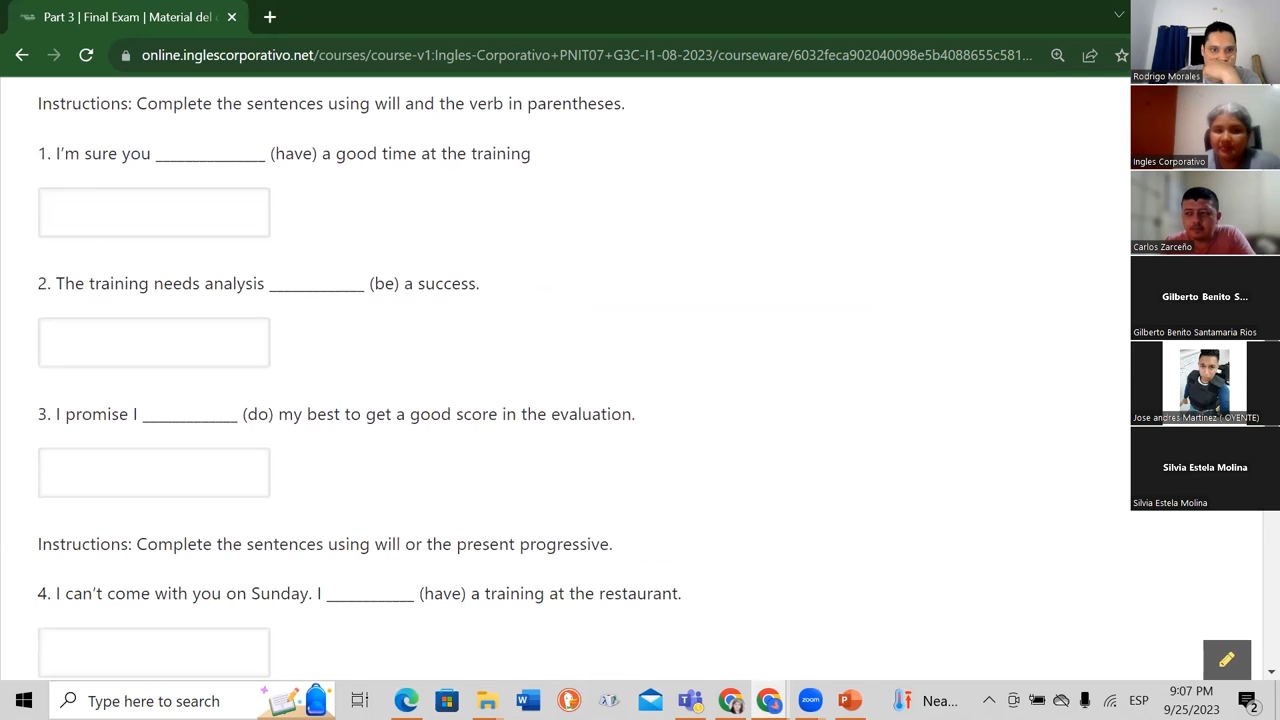 Part 3 | Final Exam | Material del c
online.inglescorporativo.net/courses/course-v1:Ingles-Corporativo+PNIT07+G3C-I1-08-2023/courseware/6032feca902040098e5b4088655c581...
Instructions: Complete the sentences using will and the verb in parentheses.
1. I’m sure you _______________ (have) a good time at the training
2. The training needs analysis _____________ (be) a success.
3. I promise I _____________ (do) my best to get a good score in the evaluation.
Instructions: Complete the sentences using will or the present progressive.
4. I can’t come with you on Sunday. I ____________ (have) a training at the restaurant.
Rodrigo Morales
Ingles Corporativo
Carlos Zarceño
Gilberto Benito S...
Gilberto Benito Santamaria Rios
Jose andres Martinez ( OYENTE)
Silvia Estela Molina
Silvia Estela Molina
Type here to search
zoom
Nea...
ESP
9:07 PM
9/25/2023
2